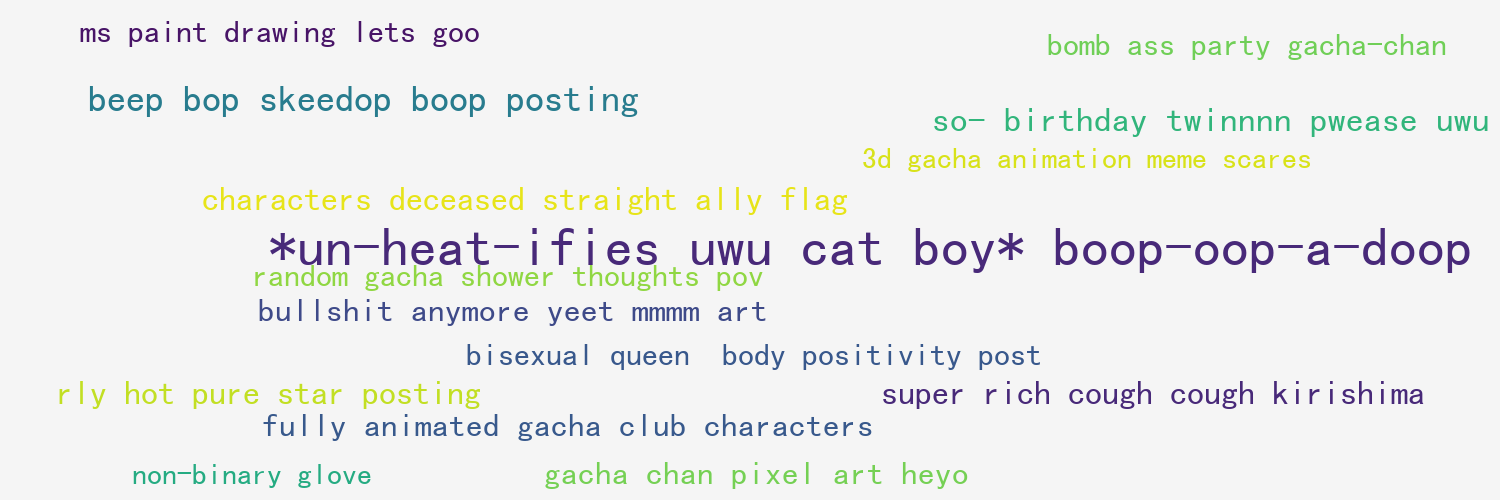 ms paint drawing lets goo
bomb ass party gacha-chan
beep bop skeedop boop posting
so- birthday twinnnn pwease uwu
3d gacha animation meme scares
characters deceased straight ally flag
*un-heat-ifies uwu cat boy* boop-oop-a-doop
random gacha shower thoughts pov
bullshit anymore yeet mmmm art
bisexual queen  body positivity post
rly hot pure star posting
super rich cough cough kirishima
fully animated gacha club characters
non-binary glove
gacha chan pixel art heyo